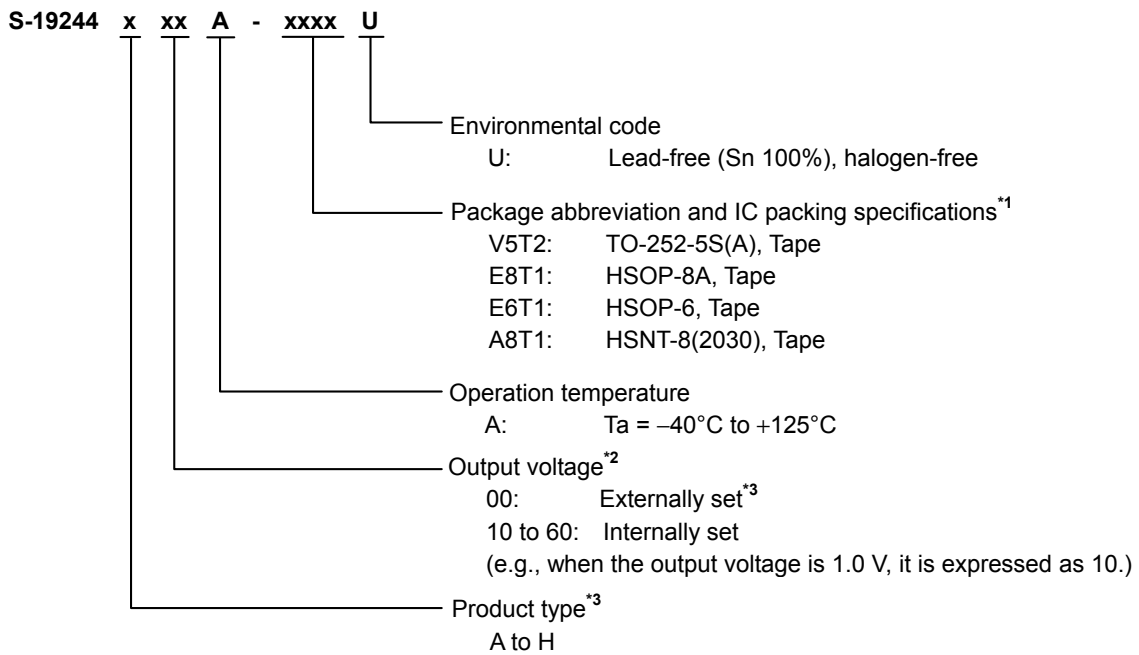 S-19244 x xx A - xxxx U
Environmental code
U: Lead-free (Sn 100%), halogen-free
Package abbreviation and IC packing specifications*1
V5T2: TO-252-5S(A), Tape
E8T1: HSOP-8A, Tape
E6T1: HSOP-6, Tape
A8T1: HSNT-8(2030), Tape
Operation temperature
A: Ta = −40°C to +125°C
Output voltage*2
00: Externally set*3
10 to 60: Internally set
(e.g., when the output voltage is 1.0 V, it is expressed as 10.)
Product type*3
A to H